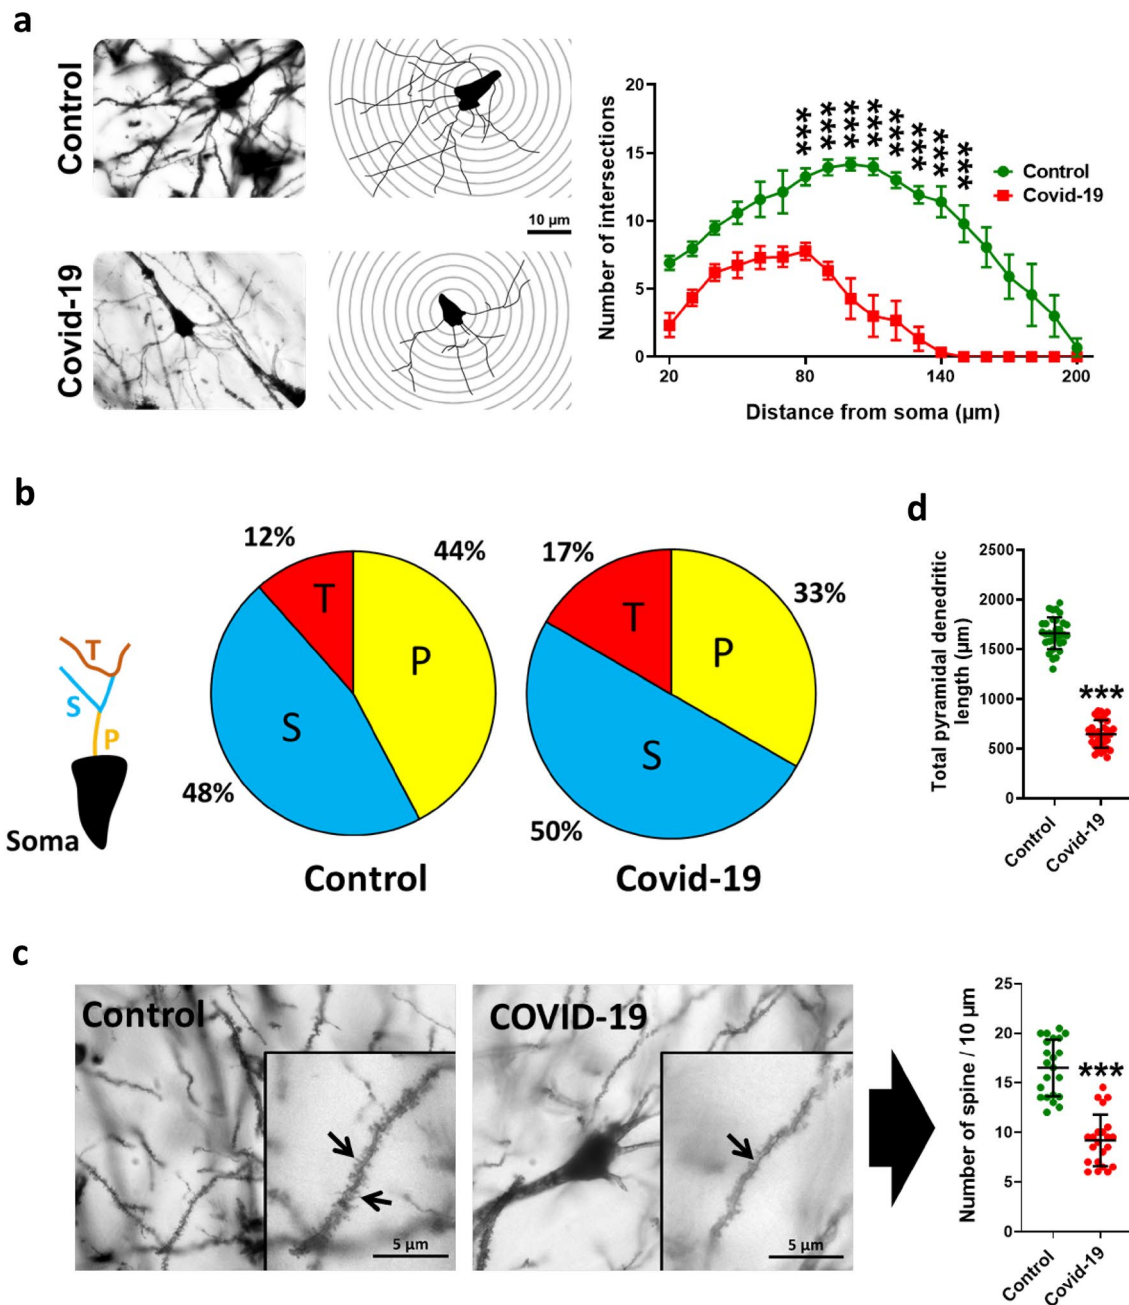 a
Control
Covid-19
10 µm
Number of intersections
20
15
10
5
0
20
80
140
200
Distance from soma (µm)
***
***
***
***
***
***
***
***
Control
Covid-19
b
T
S
P
Soma
12%
44%
T
P
S
48%
Control
17%
33%
T
P
S
50%
Covid-19
d
Total pyramidal denedritic
length (µm)
2500
2000
1500
1000
500
0
***
Control
Covid-19
c
Control
5 µm
COVID-19
5 µm
Number of spine / 10 µm
25
20
15
10
5
0
***
Control
Covid-19